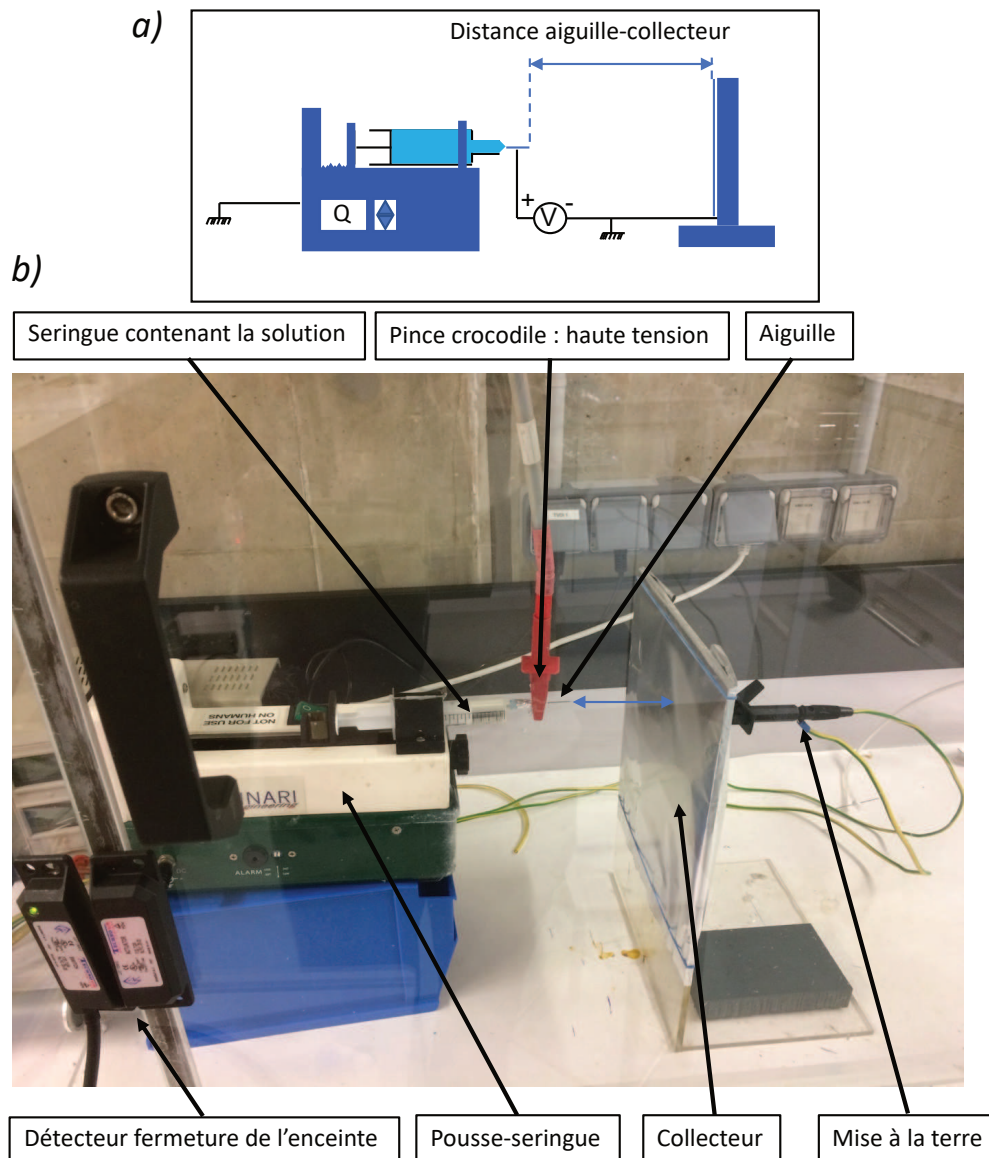 a)
Distance aiguille-collecteur
Q
+
V
-
b)
Seringue contenant la solution
Pince crocodile : haute tension
Aiguille
NOT FOR USE
ON HUMANS
INARI
ALARM
Détecteur fermeture de l'enceinte
Pousse-seringue
Collecteur
Mise à la terre